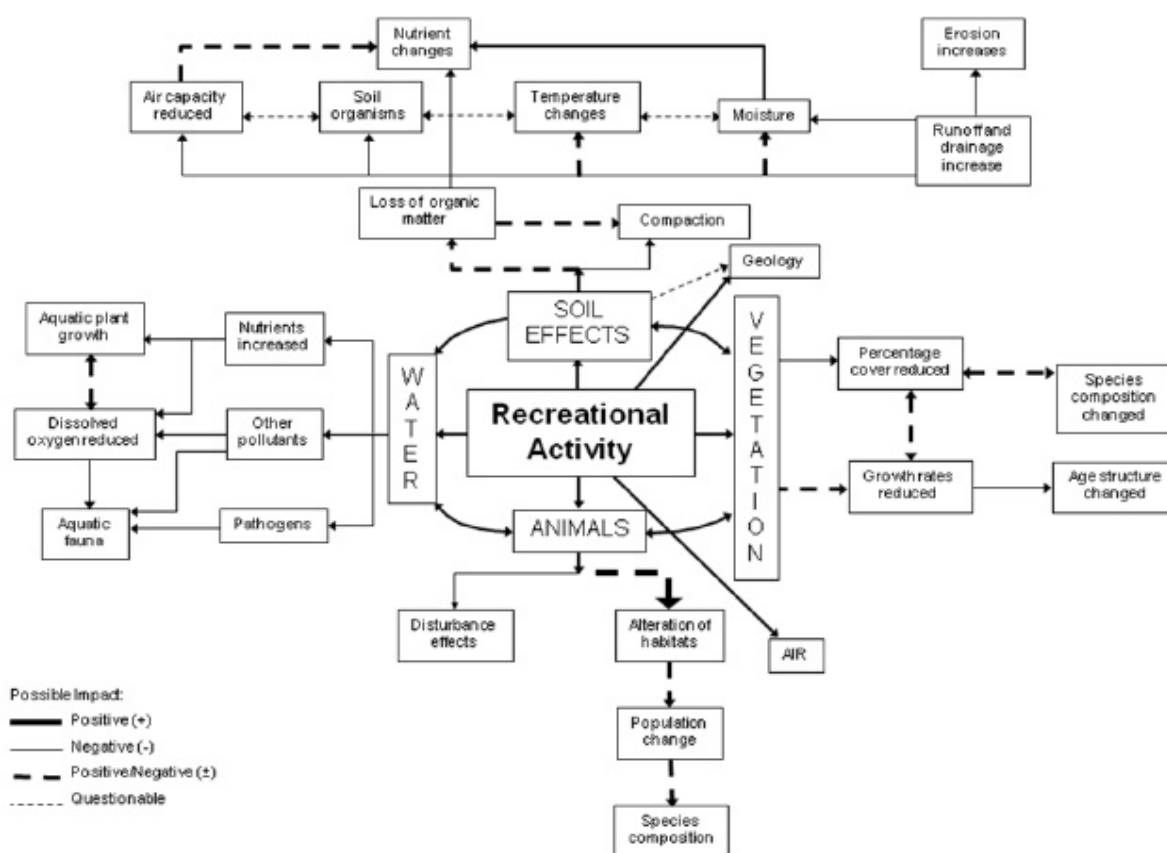 Nutrient
changes
Erosion
increases
Air capacity
reduced
Soil
organisms
Temperature
changes
Moisture
Runoff and
drainage
increase
Loss of organic
matter
Compaction
Geology
SOIL
EFFECTS
Aquatic plant
growth
Nutrients
increased
WATER
VEGETATION
Percentage
cover reduced
Species
composition
changed
Dissolved
oxygen reduced
Other
pollutants
Recreational
Activity
Growth rates
reduced
Age structure
changed
Aquatic
fauna
Pathogens
ANIMALS
Disturbance
effects
Alteration of
habitats
AIR
Population
change
Species
composition
Possible Impact:
Positive (+)
Negative (-)
Positive/Negative (±)
Questionable